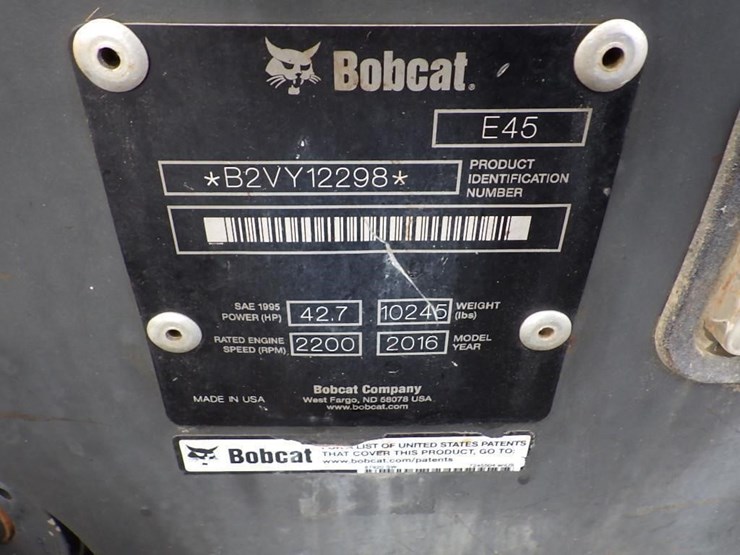 Bobcat.
E45
*B2VY12298*
PRODUCT
IDENTIFICATION
NUMBER
SAE 1995
POWER (HP)
42.7
10245
WEIGHT
(lbs)
RATED ENGINE
SPEED (RPM)
2200
2016
MODEL
YEAR
MADE IN USA
Bobcat Company
West Fargo, ND 58078 USA
www.bobcat.com
Bobcat
LIST OF UNITED STATES PATENTS
THAT COVER THIS PRODUCT, GO TO:
www.bobcat.com/patents